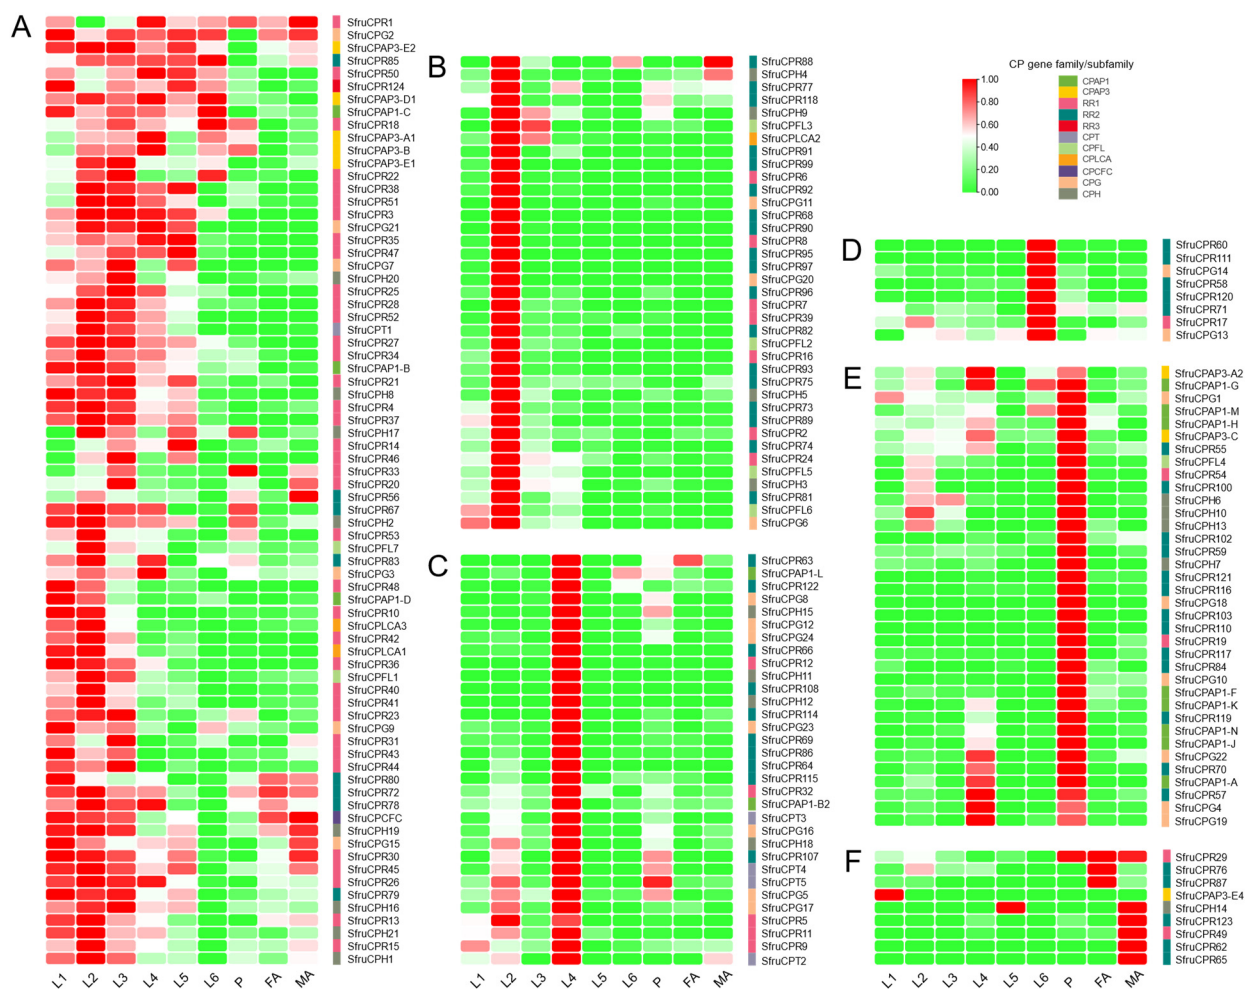 A
SfruCPR1
SfruCPG2
SfruCPAP3-E2
SfruCPR85
SfruCPR50
SfruCPR124
SfruCPAP3-D1
SfruCPAP1-C
SfruCPR18
SfruCPAP3-A1
SfruCPAP3-B
SfruCPAP3-E1
SfruCPR22
SfruCPR38
SfruCPR51
SfruCPR3
SfruCPG21
SfruCPR35
SfruCPR47
SfruCPG7
SfruCPH20
SfruCPR25
SfruCPR28
SfruCPR52
SfruCPT1
SfruCPR27
SfruCPR34
SfruCPAP1-B
SfruCPR21
SfruCPH8
SfruCPR4
SfruCPR37
SfruCPH17
SfruCPR14
SfruCPR46
SfruCPR33
SfruCPR20
SfruCPR56
SfruCPR67
SfruCPH2
SfruCPR53
SfruCPFL7
SfruCPR83
SfruCPG3
SfruCPR48
SfruCPAP1-D
SfruCPR10
SfruCPLCA3
SfruCPR42
SfruCPLCA1
SfruCPR36
SfruCPFL1
SfruCPR40
SfruCPR41
SfruCPR23
SfruCPG9
SfruCPR31
SfruCPR43
SfruCPR44
SfruCPR80
SfruCPR72
SfruCPR78
SfruCPCFC
SfruCPH19
SfruCPG15
SfruCPR30
SfruCPR45
SfruCPR26
SfruCPR79
SfruCPH16
SfruCPR13
SfruCPH21
SfruCPR15
SfruCPH1
L1 L2 L3 L4 L5 L6 P FA MA
B
SfruCPR88
SfruCPH4
SfruCPR77
SfruCPR118
SfruCPH9
SfruCPFL3
SfruCPLCA2
SfruCPR91
SfruCPR99
SfruCPR6
SfruCPR92
SfruCPG11
SfruCPR68
SfruCPR90
SfruCPR8
SfruCPR95
SfruCPR97
SfruCPG20
SfruCPR96
SfruCPR7
SfruCPR39
SfruCPR82
SfruCPFL2
SfruCPR16
SfruCPR93
SfruCPR75
SfruCPH5
SfruCPR73
SfruCPR89
SfruCPR2
SfruCPR74
SfruCPR24
SfruCPFL5
SfruCPH3
SfruCPR81
SfruCPFL6
SfruCPG6
C
SfruCPR63
SfruCPAP1-L
SfruCPR122
SfruCPG8
SfruCPH15
SfruCPG12
SfruCPG24
SfruCPR66
SfruCPR12
SfruCPH11
SfruCPR108
SfruCPH12
SfruCPR114
SfruCPG23
SfruCPR69
SfruCPR86
SfruCPR64
SfruCPR115
SfruCPR32
SfruCPAP1-B2
SfruCPT3
SfruCPG16
SfruCPH18
SfruCPR107
SfruCPT4
SfruCPT5
SfruCPG5
SfruCPG17
SfruCPR5
SfruCPR11
SfruCPR9
SfruCPT2
L1 L2 L3 L4 L5 L6 P FA MA
CP gene family/subfamily
1.00
0.80
0.60
0.40
0.20
0.00
CPAP1
CPAP3
RR1
RR2
RR3
CPT
CPFL
CPLCA
CPCFC
CPG
CPH
D
SfruCPR60
SfruCPR111
SfruCPG14
SfruCPR58
SfruCPR120
SfruCPR71
SfruCPR17
SfruCPG13
E
SfruCPAP3-A2
SfruCPAP1-G
SfruCPG1
SfruCPAP1-M
SfruCPAP1-H
SfruCPAP3-C
SfruCPR55
SfruCPFL4
SfruCPR54
SfruCPR100
SfruCPH6
SfruCPH10
SfruCPH13
SfruCPR102
SfruCPR59
SfruCPH7
SfruCPR121
SfruCPR116
SfruCPG18
SfruCPR103
SfruCPR110
SfruCPR19
SfruCPR117
SfruCPR84
SfruCPG10
SfruCPAP1-F
SfruCPAP1-K
SfruCPR119
SfruCPAP1-N
SfruCPAP1-J
SfruCPG22
SfruCPR70
SfruCPAP1-A
SfruCPR57
SfruCPG4
SfruCPG19
F
SfruCPR29
SfruCPR76
SfruCPR87
SfruCPAP3-E4
SfruCPH14
SfruCPR123
SfruCPR49
SfruCPR62
SfruCPR65
L1 L2 L3 L4 L5 L6 P FA MA